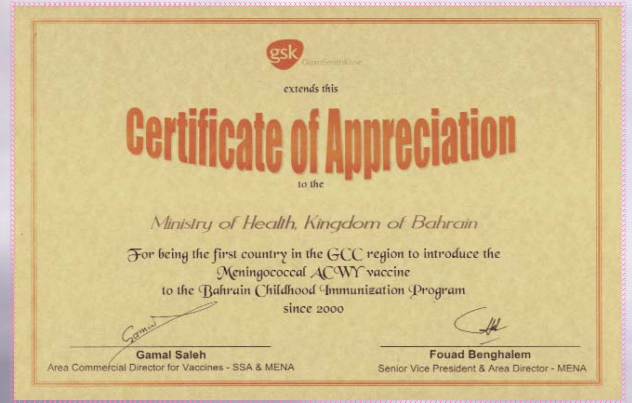 gsk GlaxoSmithKline
extends this
Certificate of Appreciation
to the
Ministry of Health, Kingdom of Bahrain
For being the first country in the GCC region to introduce the
Meningococcal ACWY vaccine
to the Bahrain Childhood Immunization Program
since 2000
Gamal Saleh
Area Commercial Director for Vaccines - SSA & MENA
Fouad Benghalem
Senior Vice President & Area Director - MENA